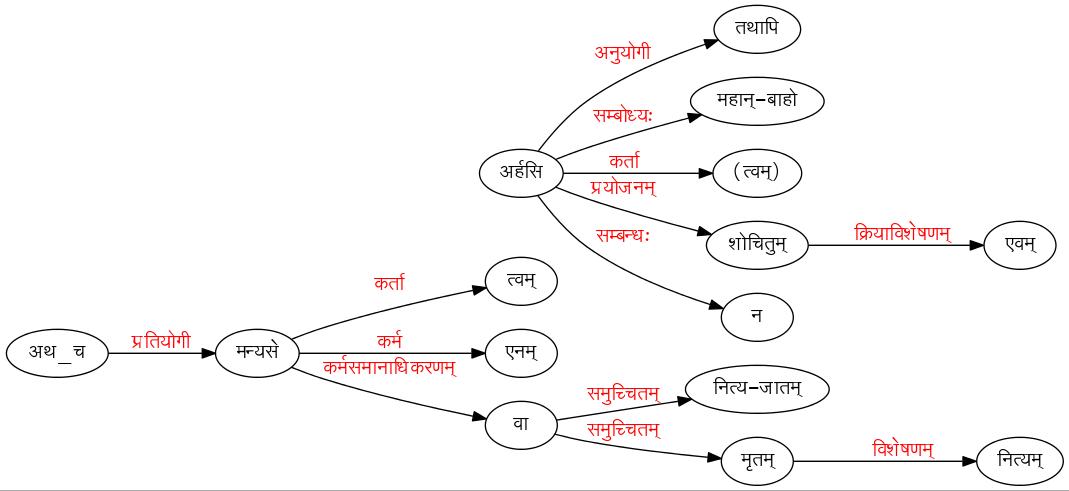 तथापि
अनुयोगी
महान्-बाहो
सम्बोध्यः
अर्हसि
कर्ता
(त्वम्)
प्रयोजनम्
शोचितुम्
क्रियाविशेषणम्
एवम्
सम्बन्धः
न
त्वम्
कर्ता
अथ_च
प्रतियोगी
मन्यसे
कर्म
एनम्
कर्मसमानाधिकरणम्
वा
समुच्चितम्
नित्य-जातम्
समुच्चितम्
मृतम्
विशेषणम्
नित्यम्